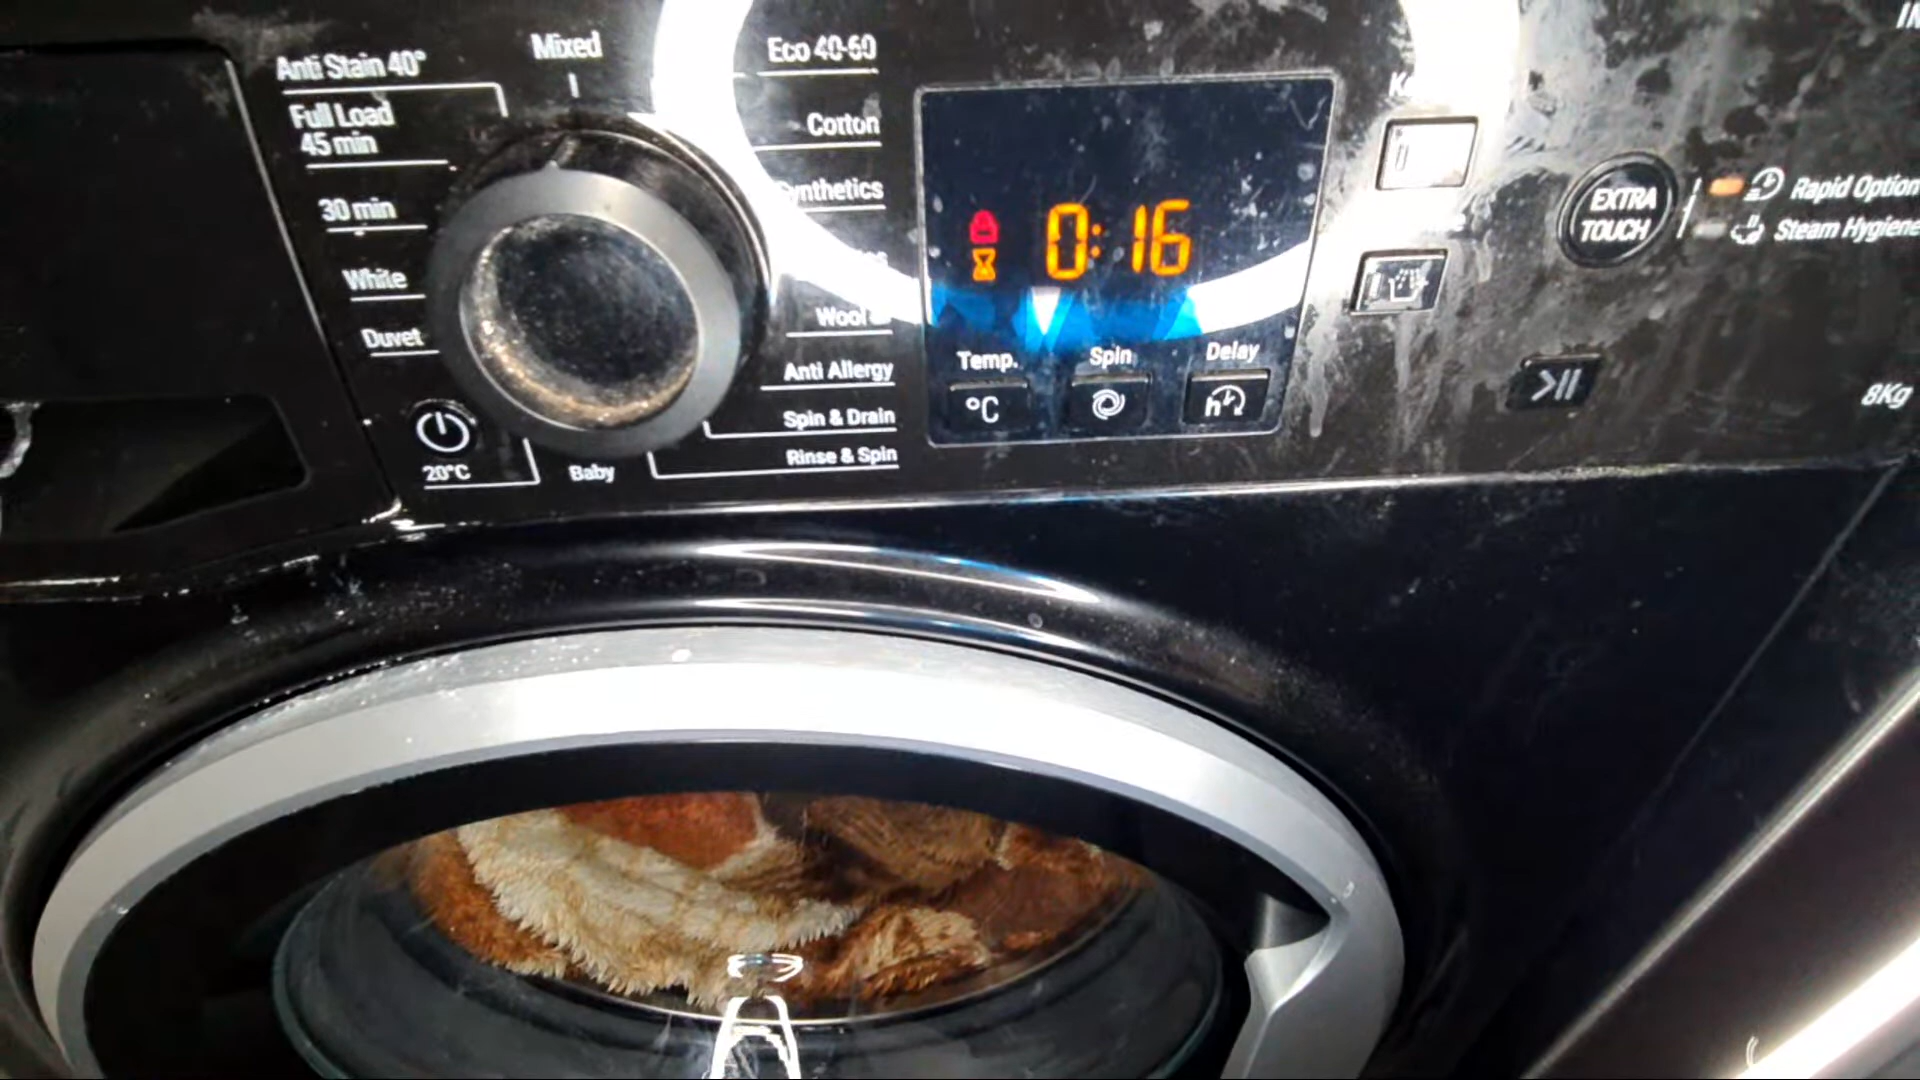 Anti Stain 40°
Full Load
45 min
30 min
White
Duvet
20°C
Mixed
Baby
Eco 40-60
Cotton
Wool
Anti Allergy
Spin & Drain
Rinse & Spin
0:16
Temp.
°C
Spin
Delay
h
EXTRA
TOUCH
Rapid Option
Steam Hygiene
8Kg